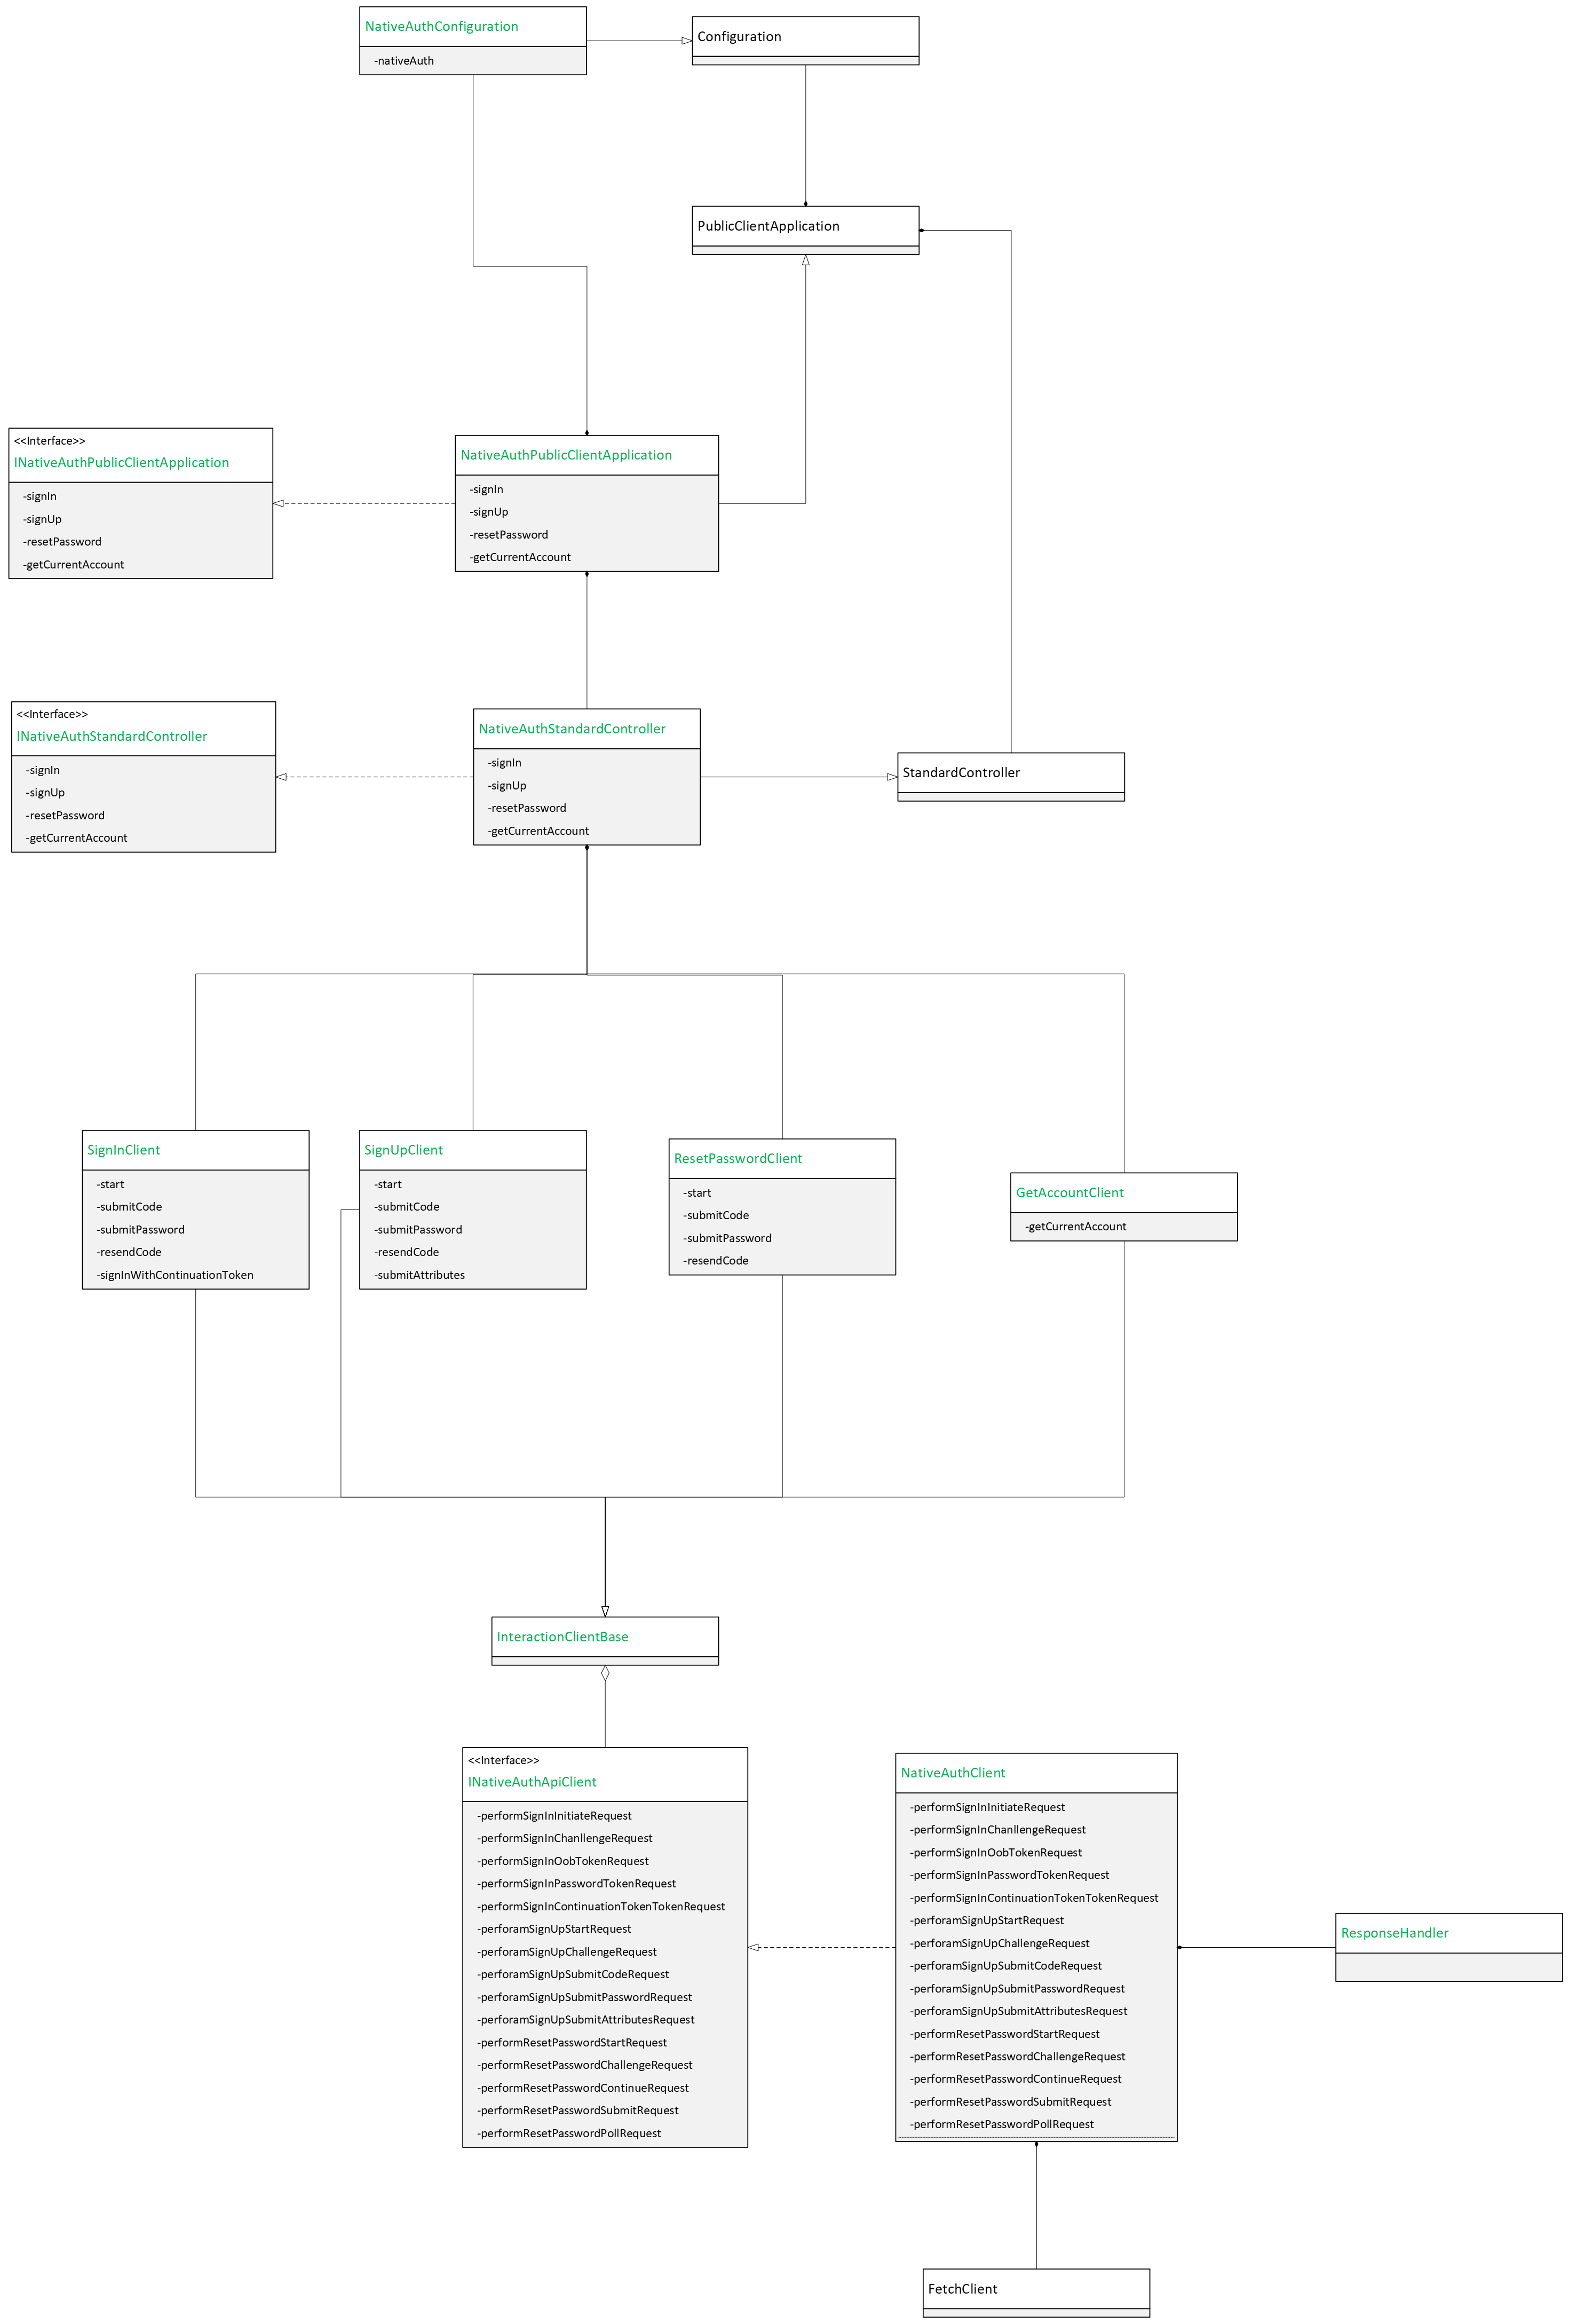 NativeAuthConfiguration
-nativeAuth
Configuration
PublicClientApplication
<<Interface>>
INativeAuthPublicClientApplication
-signIn
-signUp
-resetPassword
-getCurrentAccount
NativeAuthPublicClientApplication
-signIn
-signUp
-resetPassword
-getCurrentAccount
<<Interface>>
INativeAuthStandardController
-signIn
-signUp
-resetPassword
-getCurrentAccount
NativeAuthStandardController
-signIn
-signUp
-resetPassword
-getCurrentAccount
StandardController
SignInClient
-start
-submitCode
-submitPassword
-resendCode
-signInWithContinuationToken
SignUpClient
-start
-submitCode
-submitPassword
-resendCode
-submitAttributes
ResetPasswordClient
-start
-submitCode
-submitPassword
-resendCode
GetAccountClient
-getCurrentAccount
InteractionClientBase
<<Interface>>
INativeAuthApiClient
-performSignInInitiateRequest
-performSignInChanllengeRequest
-performSignInOobTokenRequest
-performSignInPasswordTokenRequest
-performSignInContinuationTokenTokenRequest
-perforamSignUpStartRequest
-perforamSignUpChallengeRequest
-perforamSignUpSubmitCodeRequest
-perforamSignUpSubmitPasswordRequest
-perforamSignUpSubmitAttributesRequest
-performResetPasswordStartRequest
-performResetPasswordChallengeRequest
-performResetPasswordContinueRequest
-performResetPasswordSubmitRequest
-performResetPasswordPollRequest
NativeAuthClient
-performSignInInitiateRequest
-performSignInChanllengeRequest
-performSignInOobTokenRequest
-performSignInPasswordTokenRequest
-performSignInContinuationTokenTokenRequest
-perforamSignUpStartRequest
-perforamSignUpChallengeRequest
-perforamSignUpSubmitCodeRequest
-perforamSignUpSubmitPasswordRequest
-perforamSignUpSubmitAttributesRequest
-performResetPasswordStartRequest
-performResetPasswordChallengeRequest
-performResetPasswordContinueRequest
-performResetPasswordSubmitRequest
-performResetPasswordPollRequest
ResponseHandler
FetchClient